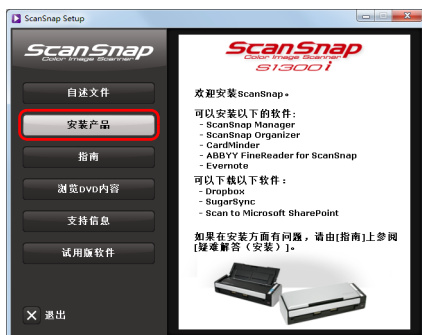 ScanSnap Setup
ScanSnap
Color Image Scanner
自述文件
安装产品
指南
浏览DVD内容
支持信息
试用版软件
退出
ScanSnap
Color Image Scanner
S1300i
欢迎安装ScanSnap。
可以安装以下的软件:
- ScanSnap Manager
- ScanSnap Organizer
- CardMinder
- ABBYY FineReader for ScanSnap
- Evernote
可以下载以下软件:
- Dropbox
- SugarSync
- Scan to Microsoft SharePoint
如果在安装方面有问题，请由[指南]上参阅
[疑难解答（安装）]。